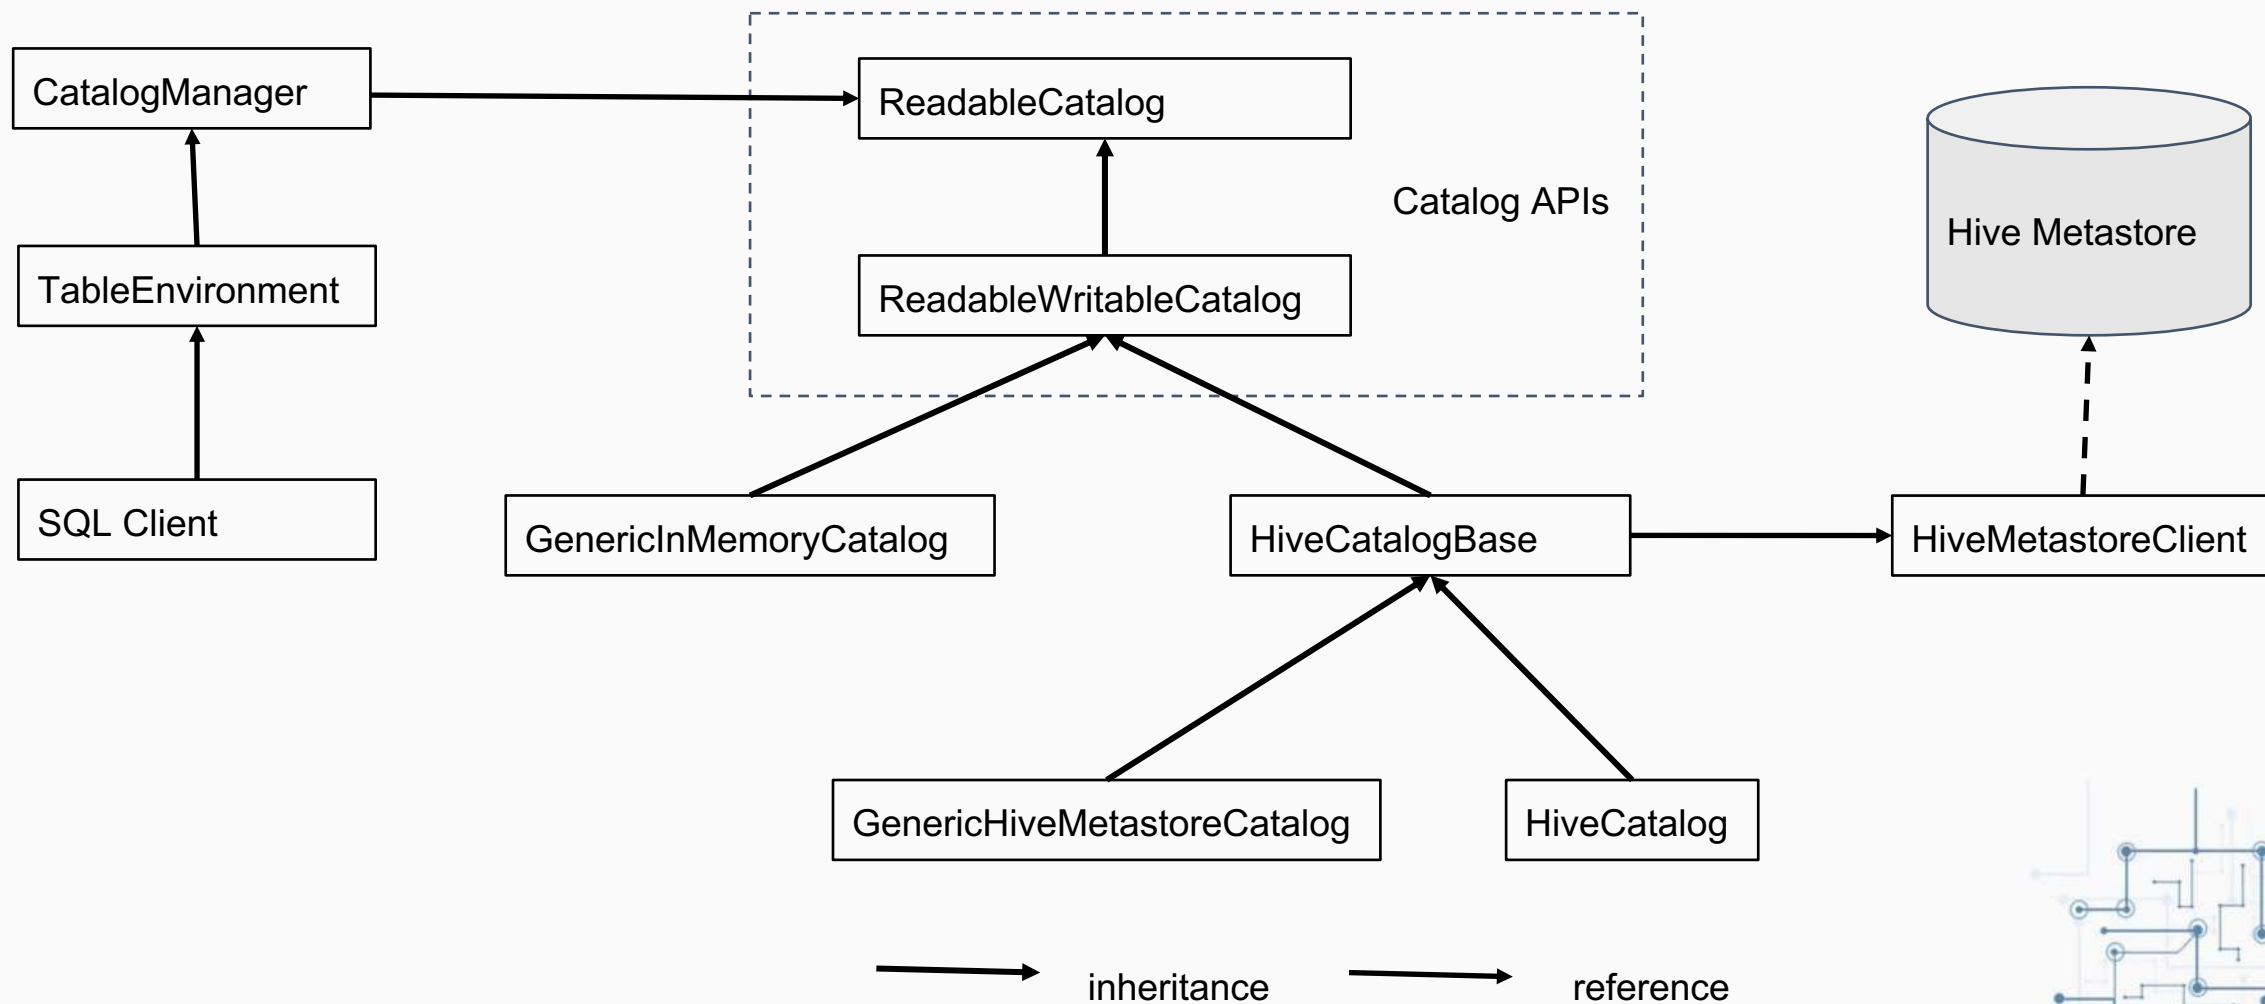 CatalogManager
ReadableCatalog
Catalog APIs
Hive Metastore
TableEnvironment
ReadableWritableCatalog
SQL Client
GenericInMemoryCatalog
HiveCatalogBase
HiveMetastoreClient
GenericHiveMetastoreCatalog
HiveCatalog
inheritance
reference